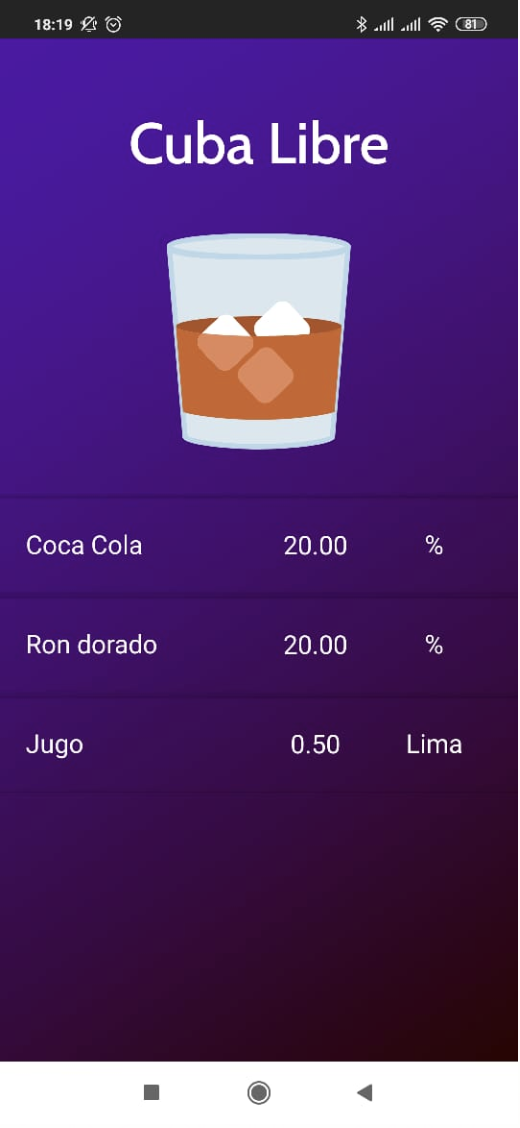 18:19 81
Cuba Libre
Coca Cola 20.00 %
Ron dorado 20.00 %
Jugo 0.50 Lima